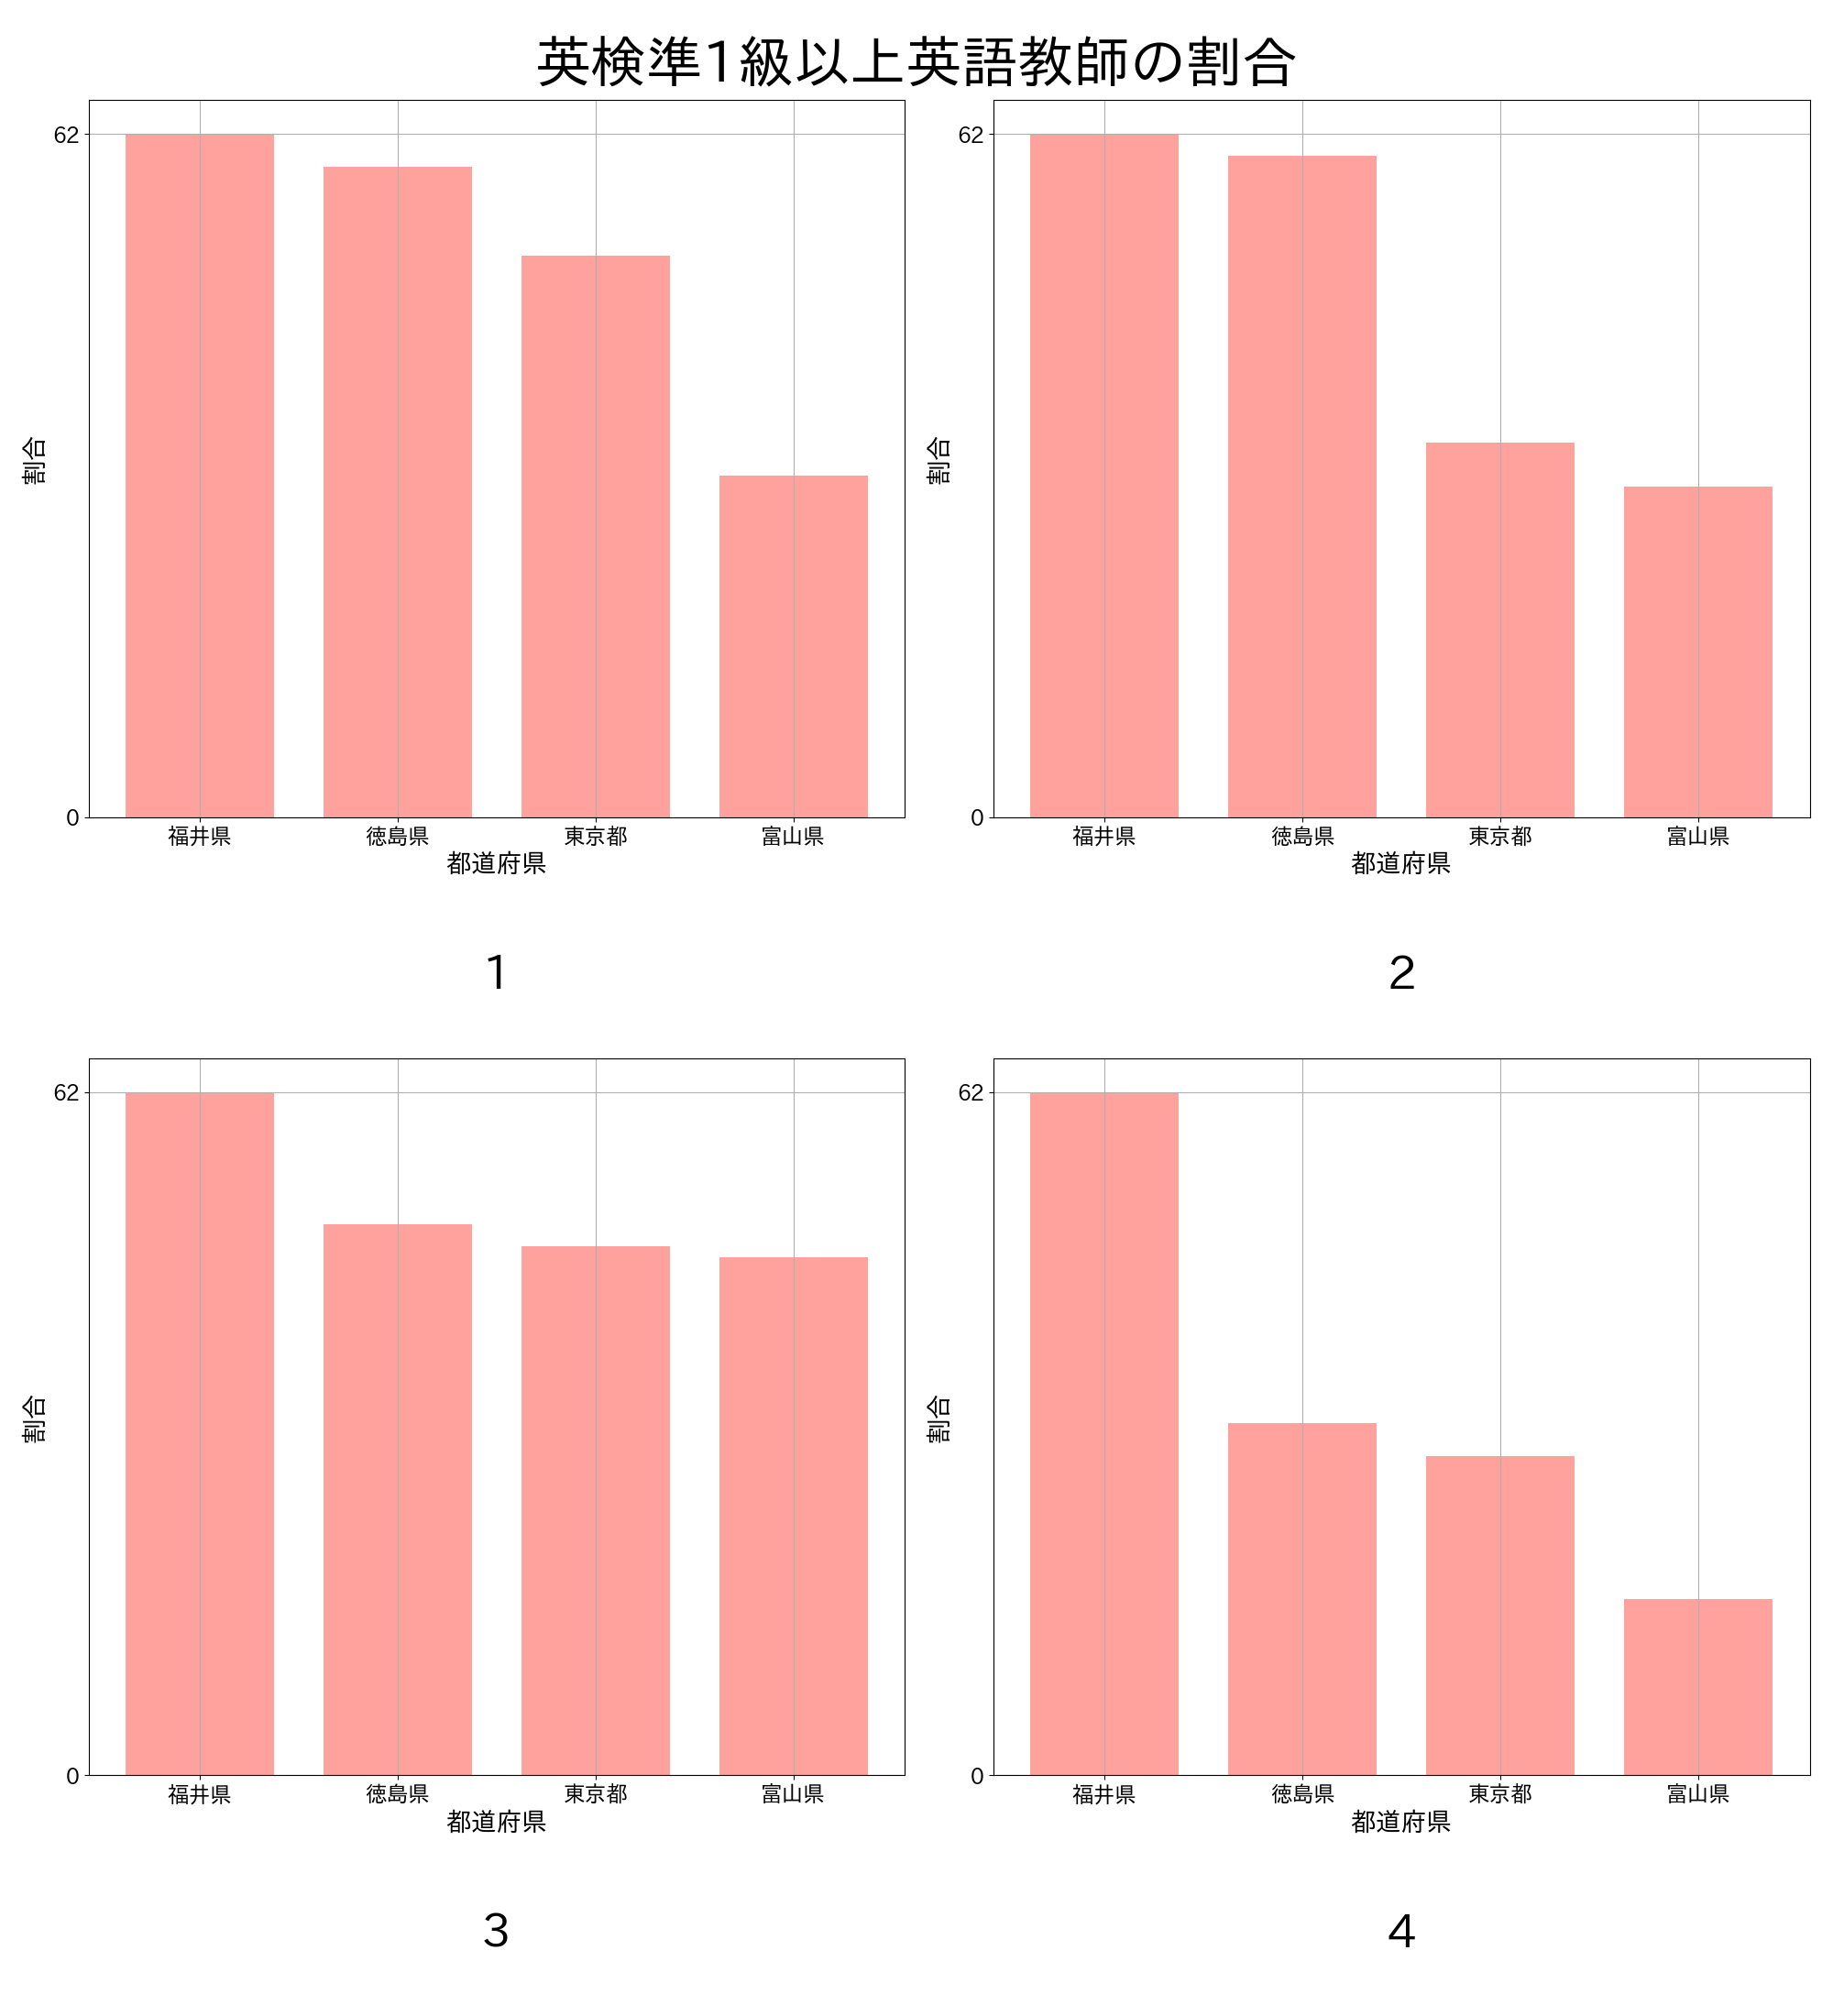 英検準1級以上英語教師の割合
62
0
割合
福井県 徳島県 東京都 富山県
都道府県
1
62
0
割合
福井県 徳島県 東京都 富山県
都道府県
2
62
0
割合
福井県 徳島県 東京都 富山県
都道府県
3
62
0
割合
福井県 徳島県 東京都 富山県
都道府県
4